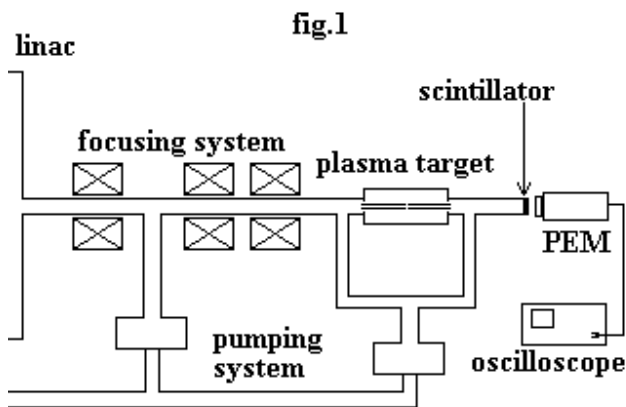 fig.1
linac
scintillator
focusing system
plasma target
PEM
pumping
system
oscilloscope